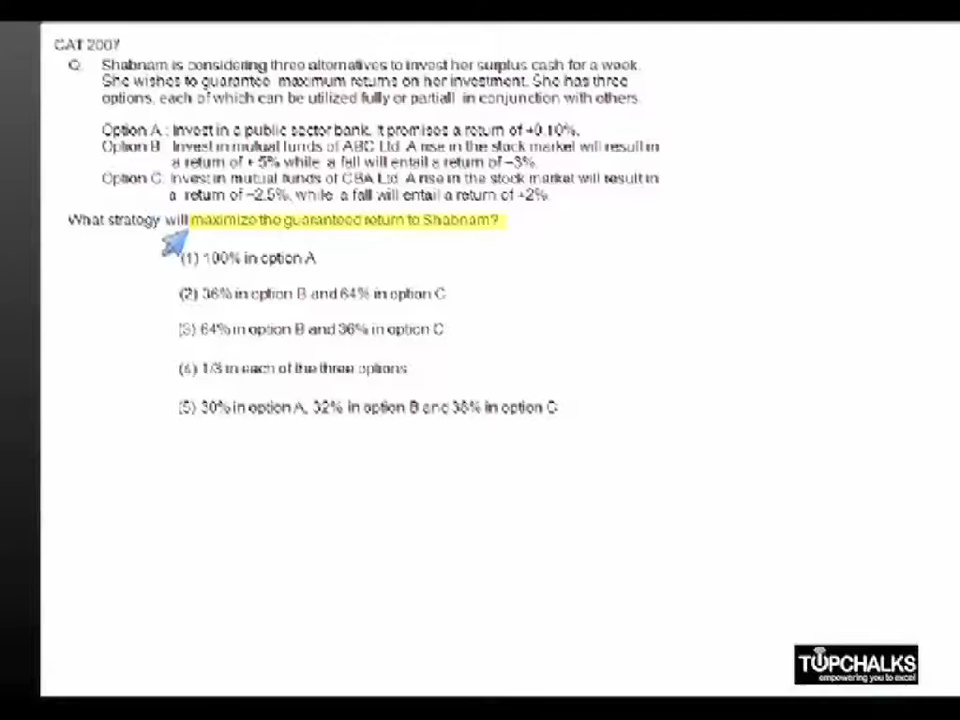 CAT 2007
Q. Shabnam is considering three alternatives to invest her surplus cash for a week.
She wishes to guarantee maximum returns on her investment. She has three
options, each of which can be utilized fully or partiall in conjunction with others.
Option A : Invest in a public sector bank. It promises a return of +0.10%.
Option B Invest in mutual funds of ABC Ltd. A rise in the stock market will result in
a return of + 5% while a fall will entail a return of –3%.
Option C: Invest in mutual funds of CBA Ltd. A rise in the stock market will result in
a return of –2.5%, while a fall will entail a return of +2%.
What strategy will maximize the guaranteed return to Shabnam?
(1) 100% in option A
(2) 36% in option B and 64% in option C
(3) 64% in option B and 36% in option C
(4) 1/3 in each of the three options
(5) 30% in option A, 32% in option B and 38% in option C
TOPCHALKS
empowering you to excel